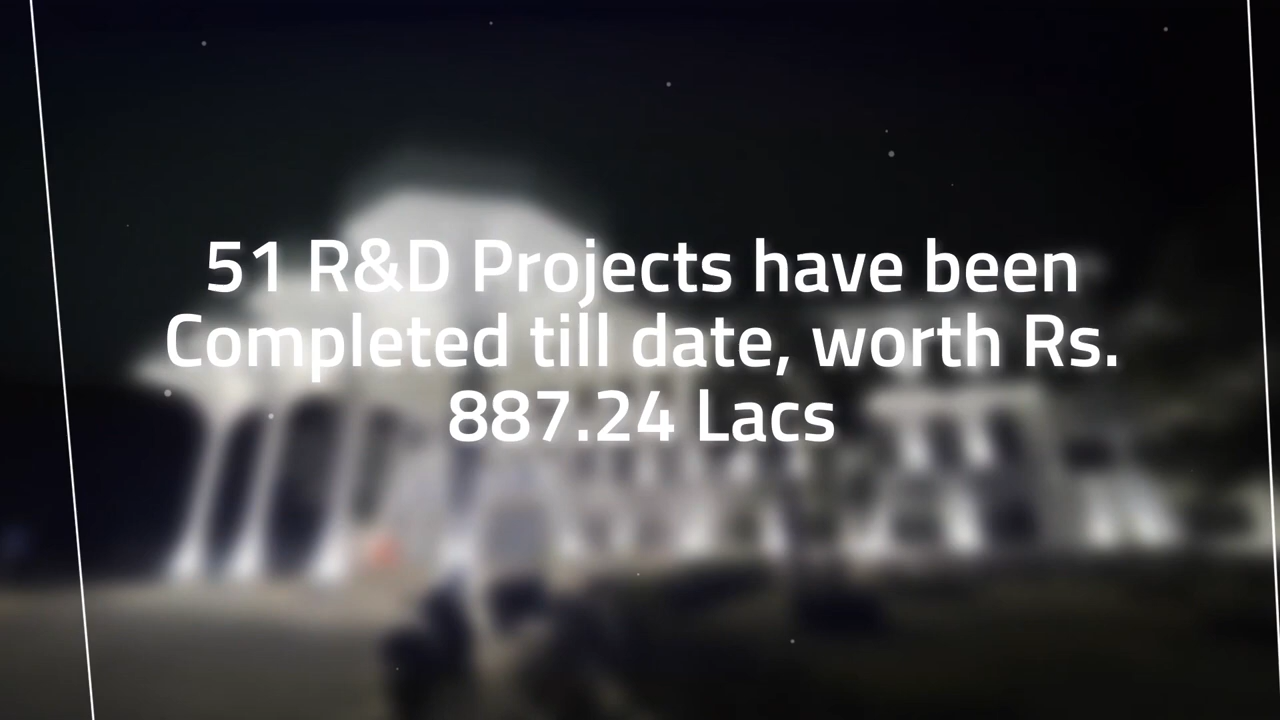 51 R&D Projects have been
Completed till date, worth Rs.
887.24 Lacs